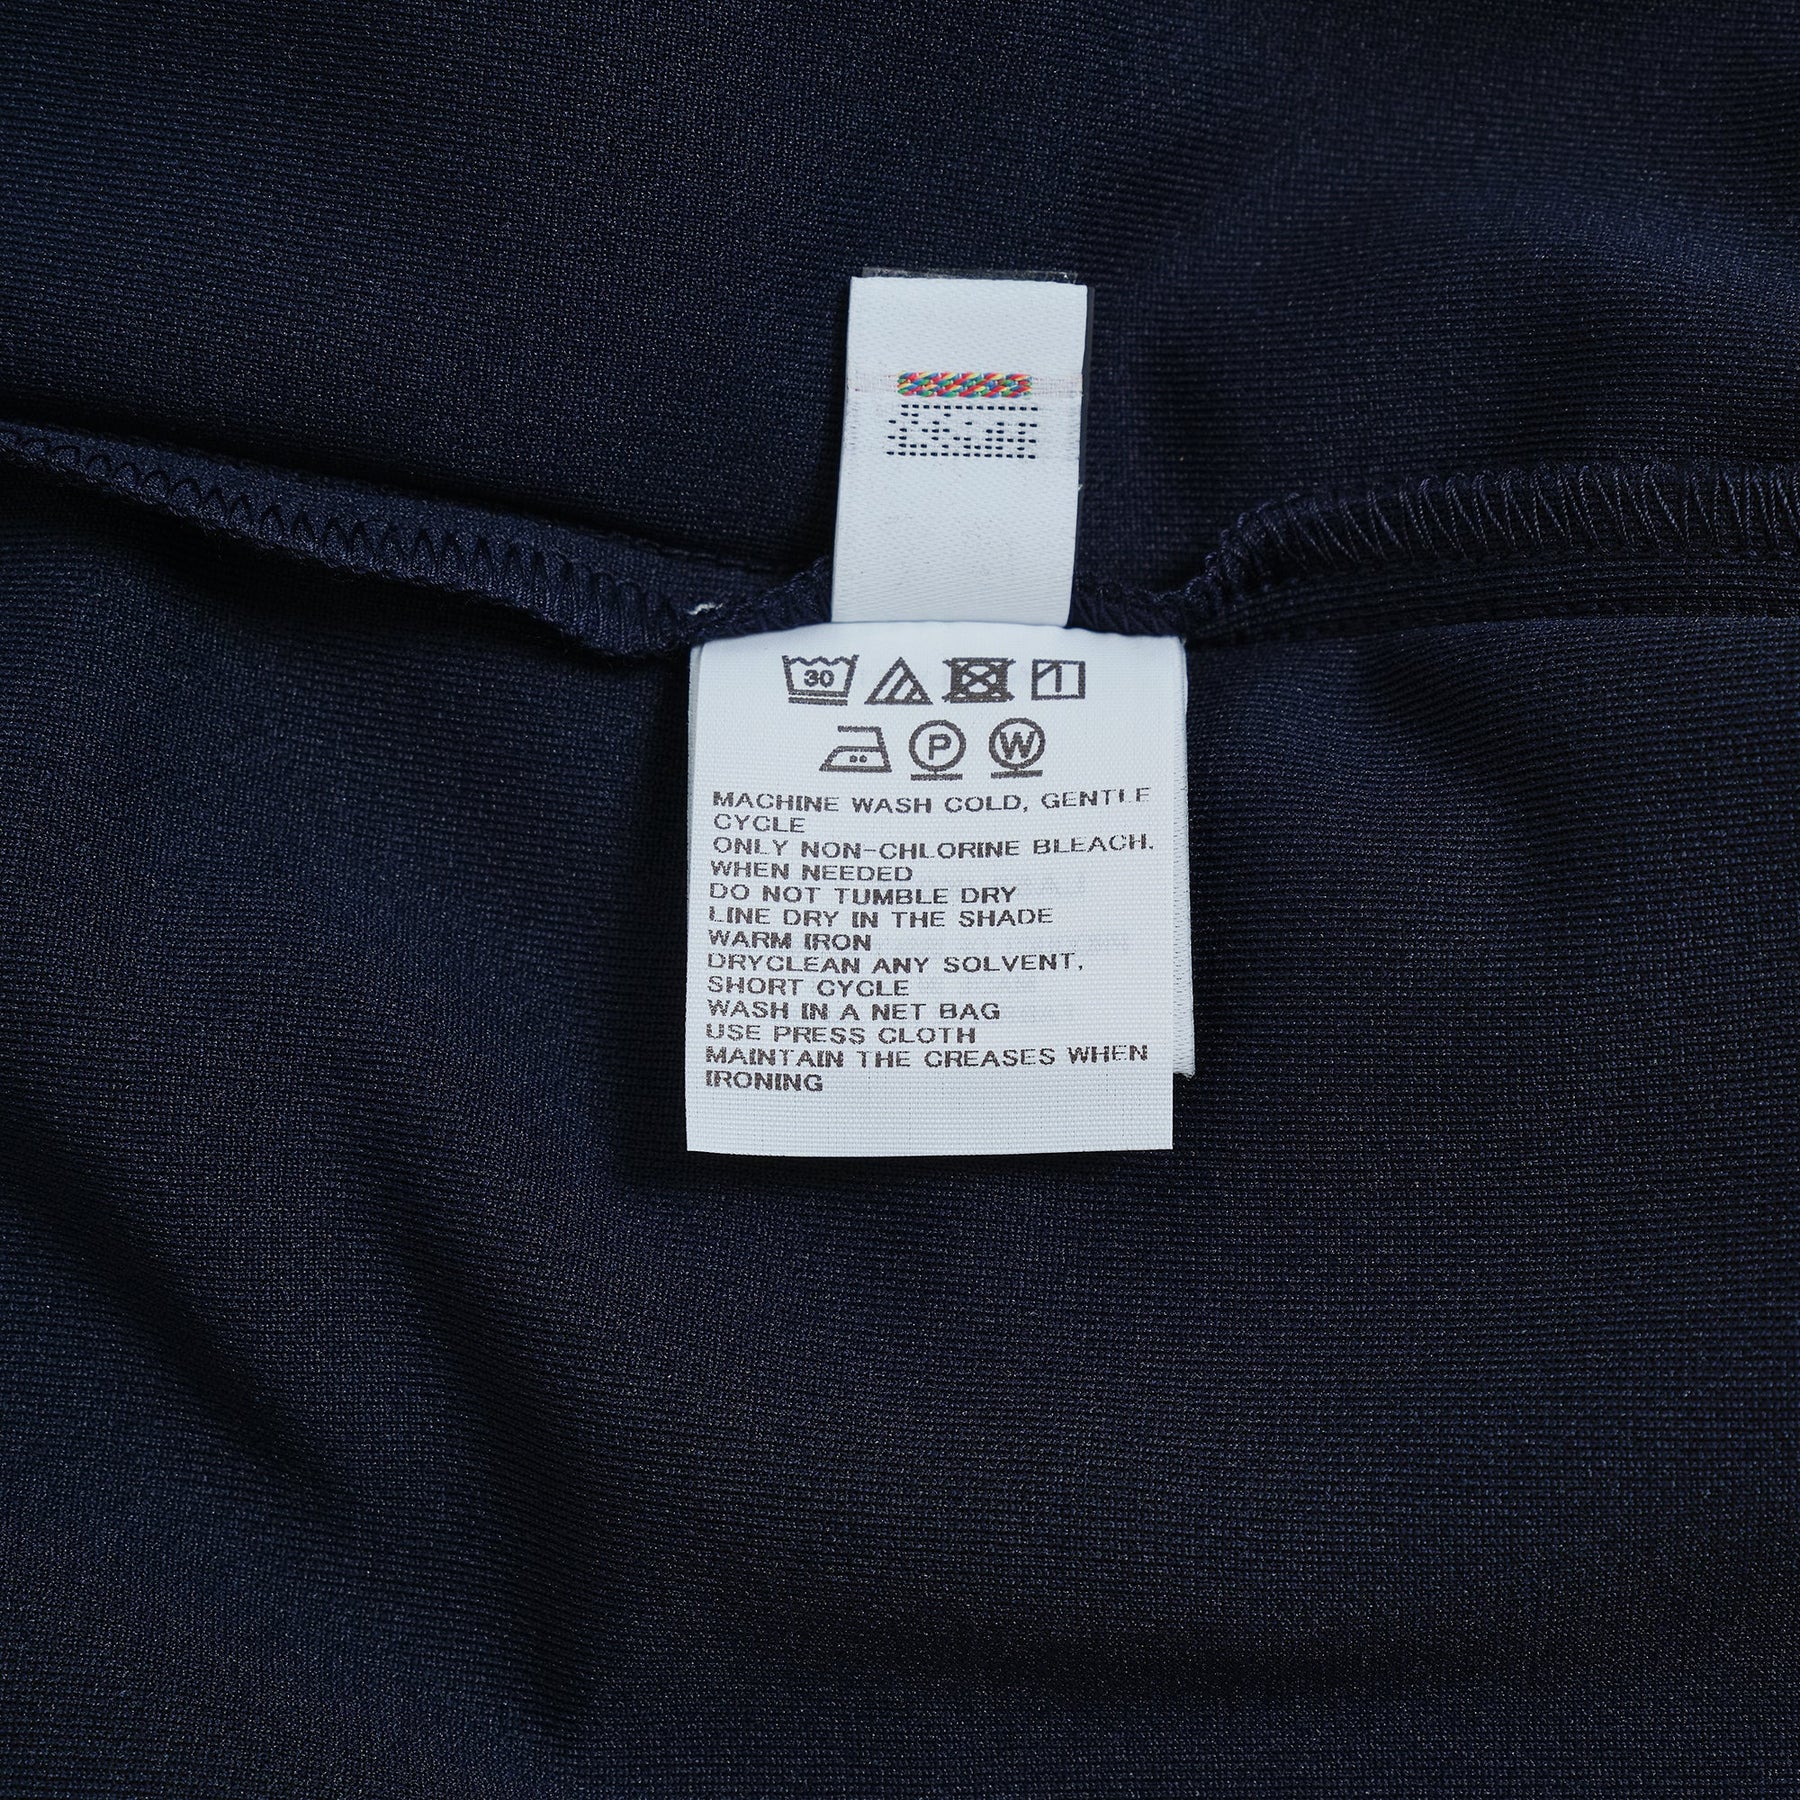 30
P W
MACHINE WASH COLD, GENTLE
CYCLE
ONLY NON-CHLORINE BLEACH.
WHEN NEEDED
DO NOT TUMBLE DRY
LINE DRY IN THE SHADE
WARM IRON
DRYCLEAN ANY SOLVENT,
SHORT CYCLE
WASH IN A NET BAG
USE PRESS CLOTH
MAINTAIN THE CREASES WHEN
IRONING